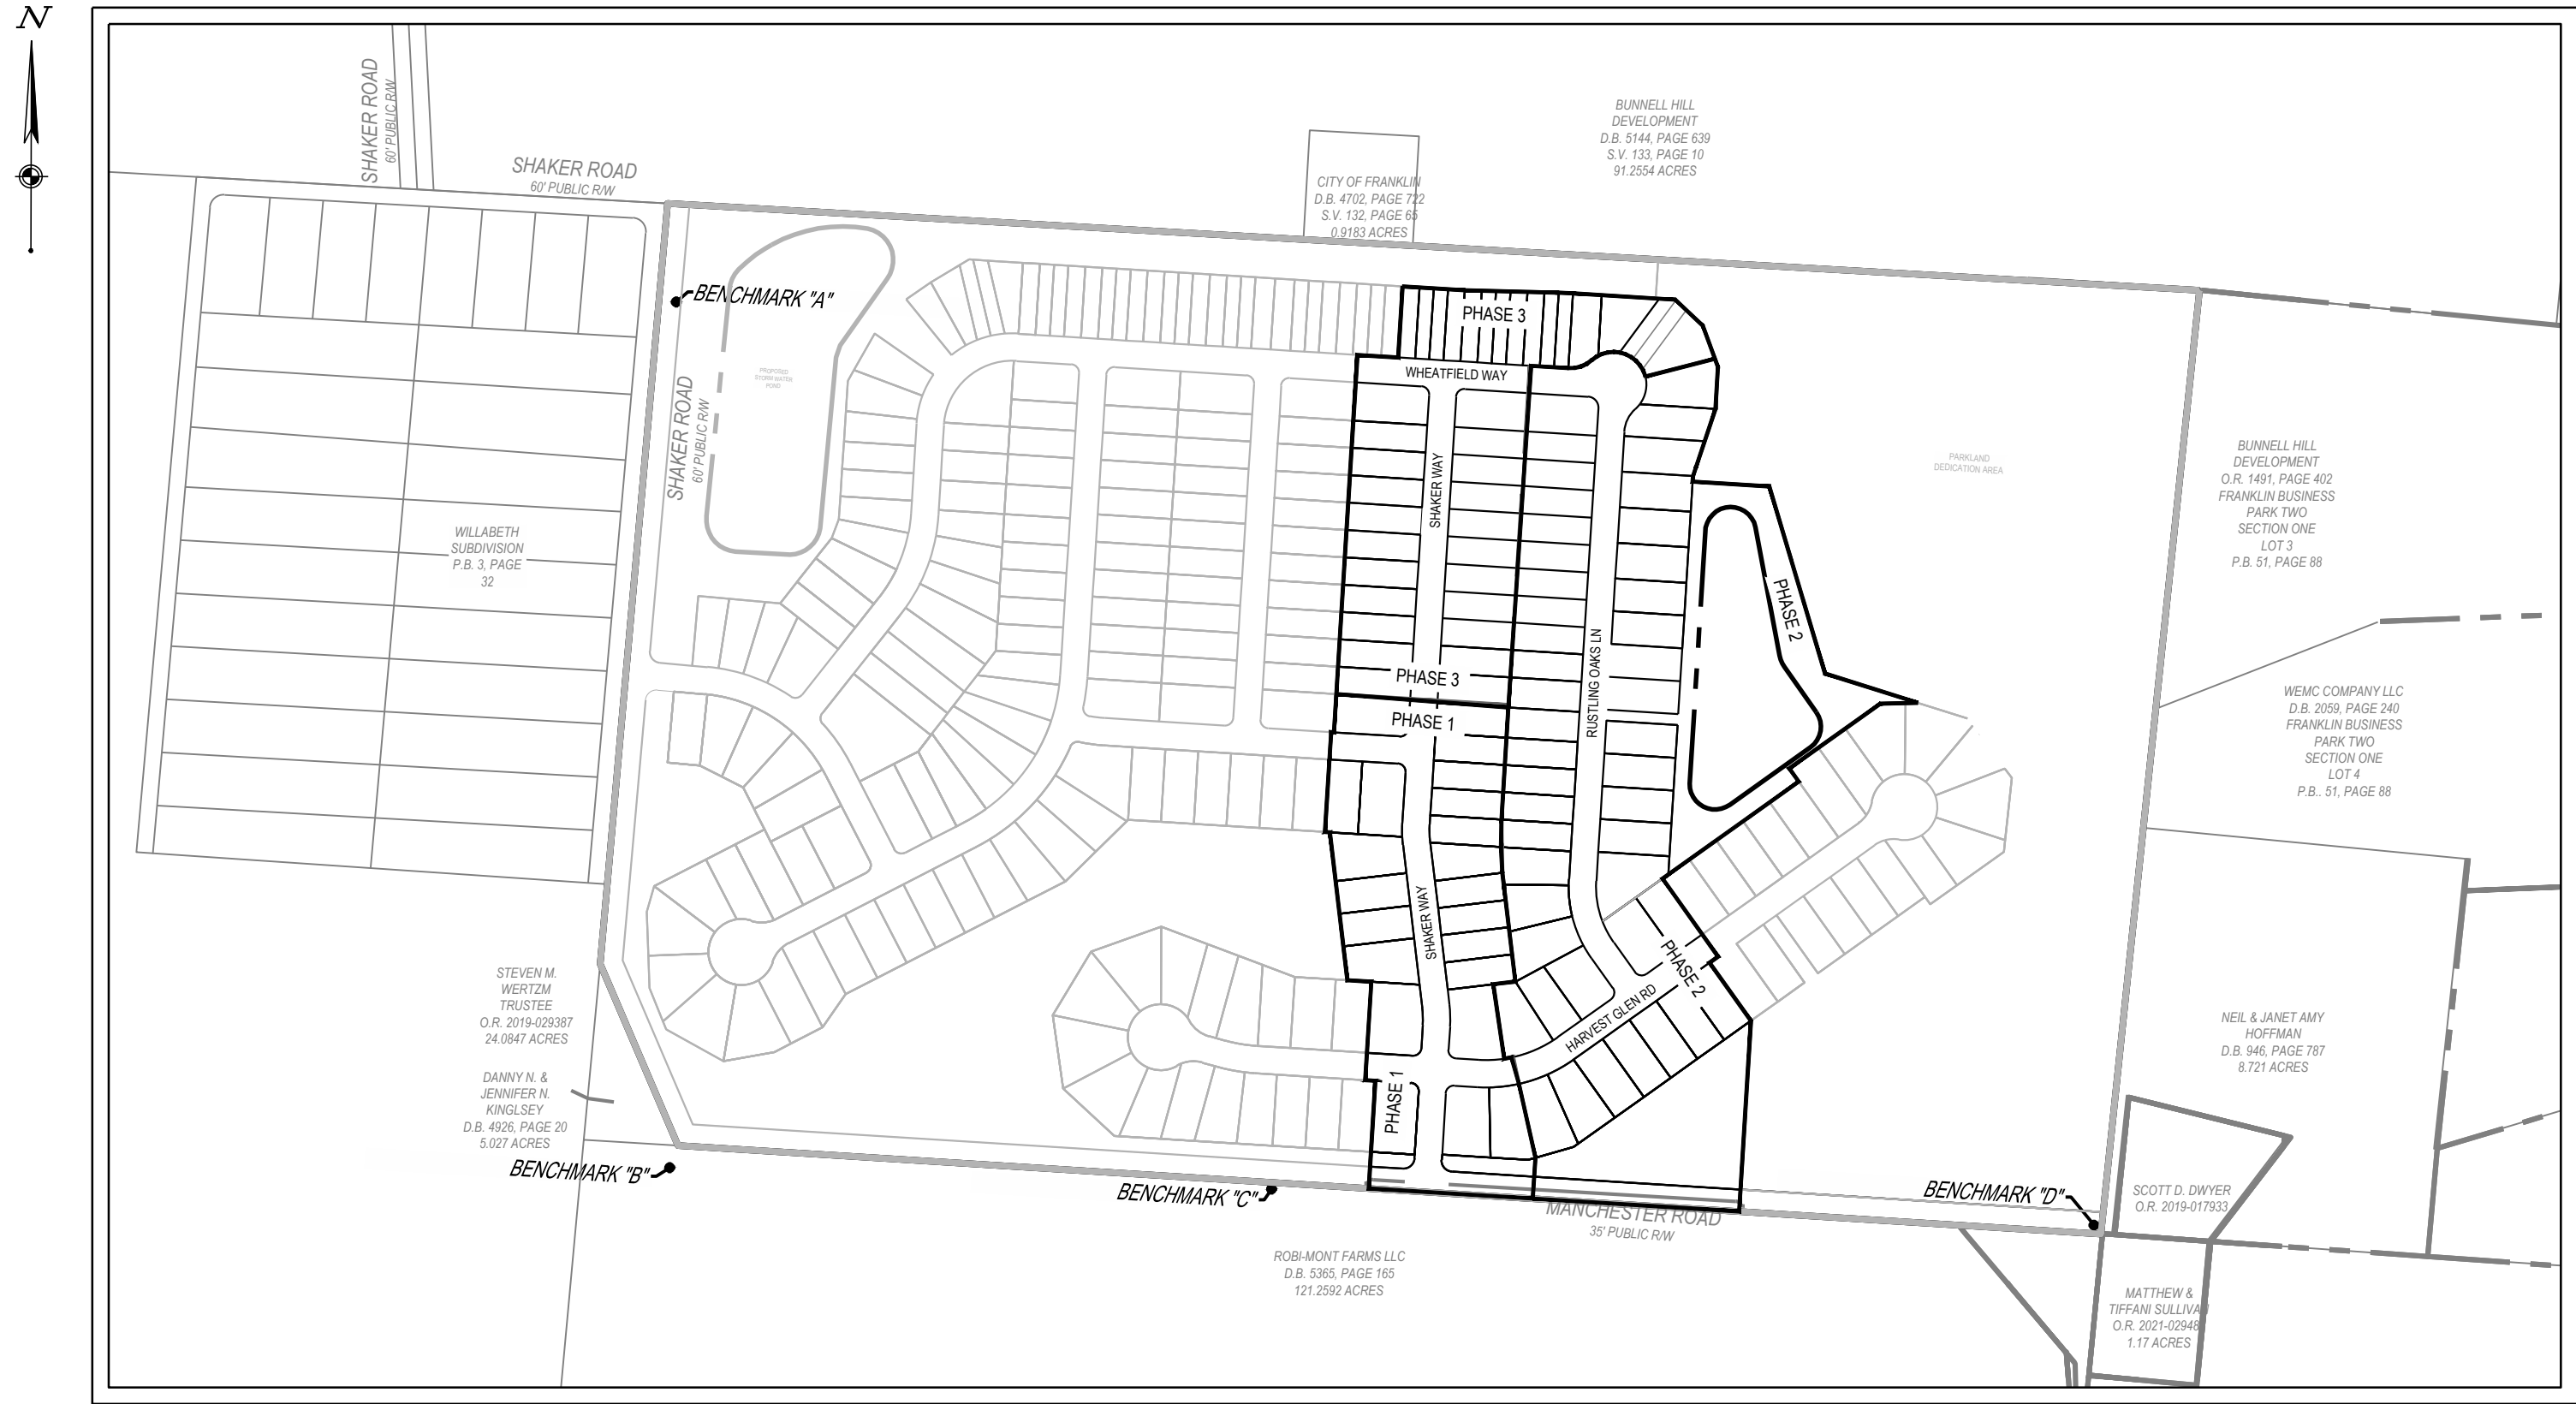 N
SHAKER ROAD
60' PUBLIC R/W
SHAKER ROAD
60' PUBLIC R/W
BUNNELL HILL
DEVELOPMENT
D.B. 5144, PAGE 639
S.V. 133, PAGE 10
91.2554 ACRES
CITY OF FRANKLIN
D.B. 4702, PAGE 722
S.V. 132, PAGE 65
0.9183 ACRES
BENCHMARK "A"
PHASE 3
WHEATFIELD WAY
PROPOSED
STORM WATER
POND
SHAKER ROAD
60' PUBLIC R/W
SHAKER WAY
PARKLAND
DEDICATION AREA
BUNNELL HILL
DEVELOPMENT
O.R. 1491, PAGE 402
FRANKLIN BUSINESS
PARK TWO
SECTION ONE
LOT 3
P.B. 51, PAGE 88
WILLABETH
SUBDIVISION
P.B. 3, PAGE
32
PHASE 2
RUSTLING OAKS LN
PHASE 3
PHASE 1
WEMC COMPANY LLC
D.B. 2059, PAGE 240
FRANKLIN BUSINESS
PARK TWO
SECTION ONE
LOT 4
P.B.. 51, PAGE 88
SHAKER WAY
PHASE 2
HARVEST GLEN RD
STEVEN M.
WERTZM
TRUSTEE
O.R. 2019-029387
24.0847 ACRES
NEIL & JANET AMY
HOFFMAN
D.B. 946, PAGE 787
8.721 ACRES
DANNY N. &
JENNIFER N.
KINGLSEY
D.B. 4926, PAGE 20
5.027 ACRES
PHASE 1
BENCHMARK "B"
BENCHMARK "C"
BENCHMARK "D"
SCOTT D. DWYER
O.R. 2019-017933
MANCHESTER ROAD
35' PUBLIC R/W
ROBI-MONT FARMS LLC
D.B. 5365, PAGE 165
121.2592 ACRES
MATTHEW &
TIFFANI SULLIVAN
O.R. 2021-02948
1.17 ACRES